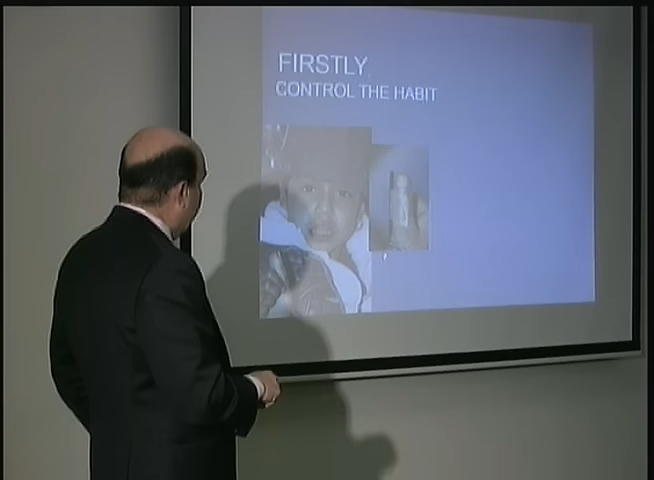 FIRSTLY,
CONTROL THE HABIT